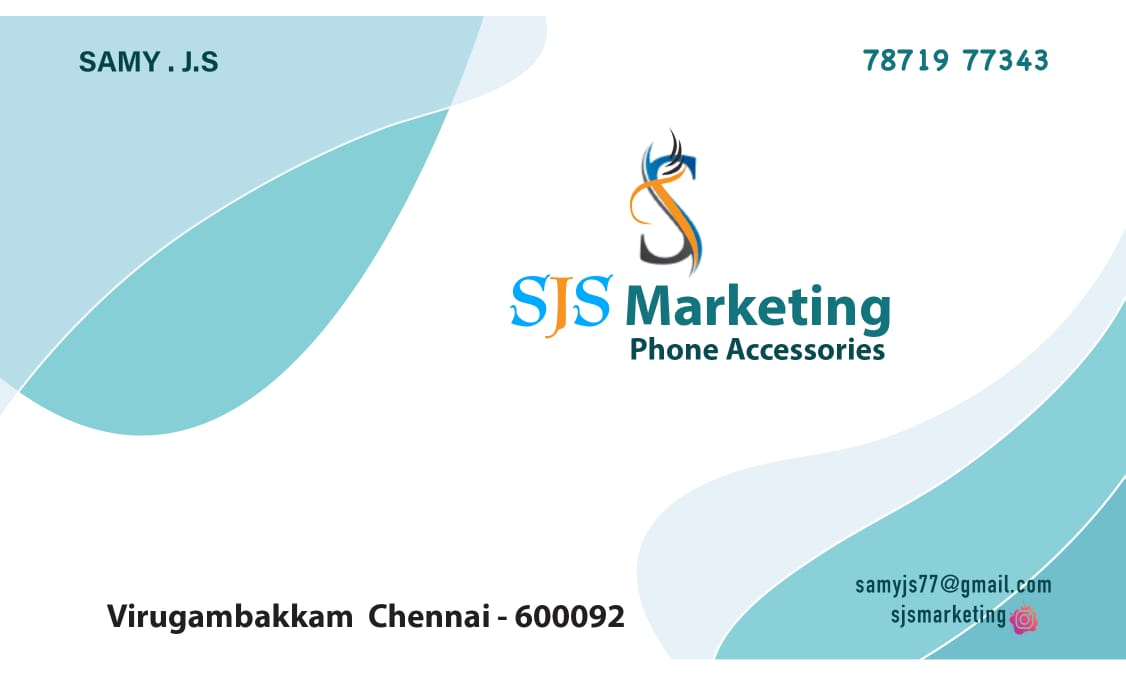 SAMY . J.S
78719 77343
SJS Marketing
Phone Accessories
samyjs77@gmail.com
sjsmarketing
Virugambakkam Chennai - 600092